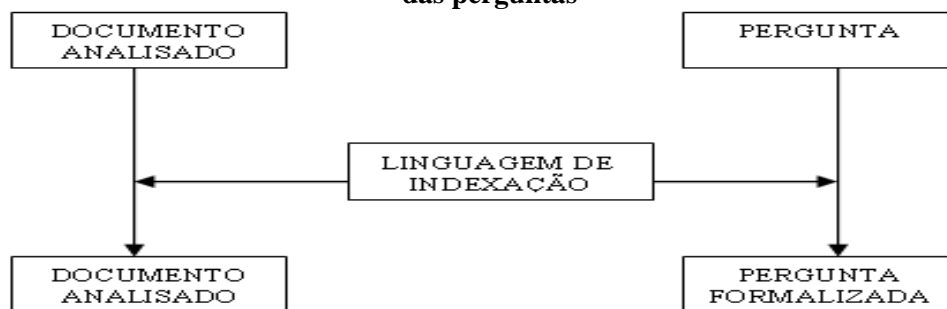 das perguntas
DOCUMENTO
ANALISADO
PERGUNTA
LINGUAGEM DE
INDEXAÇÃO
DOCUMENTO
ANALISADO
PERGUNTA
FORMALIZADA